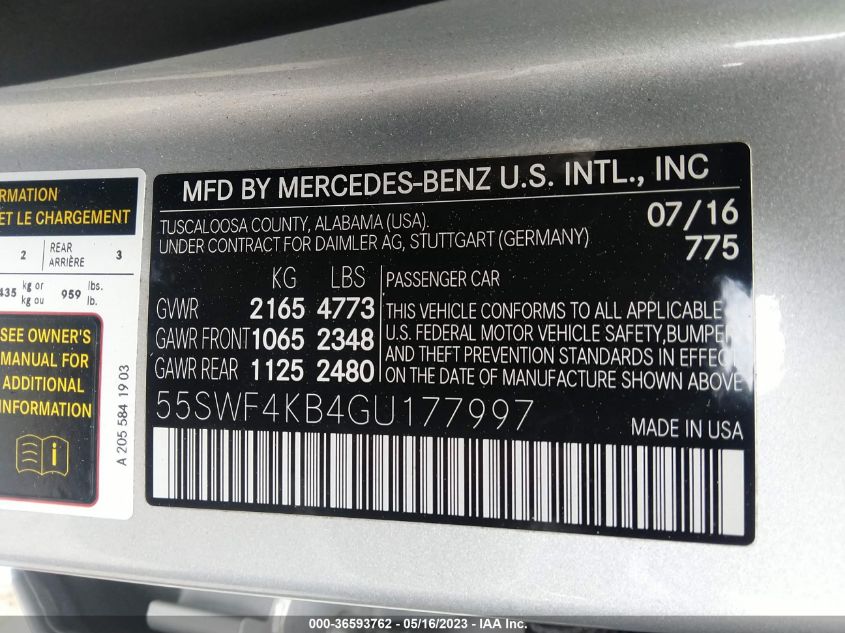 RMATION
ET LE CHARGEMENT
2 REAR ARRIÈRE 3
435 kg or kg ou 959 lbs. lb.
SEE OWNER'S
MANUAL FOR
ADDITIONAL
INFORMATION
A 205 584 19 03
MFD BY MERCEDES-BENZ U.S. INTL., INC
TUSCALOOSA COUNTY, ALABAMA (USA).
UNDER CONTRACT FOR DAIMLER AG, STUTTGART (GERMANY)
07/16
775
KG LBS
GVWR 2165 4773
GAWR FRONT 1065 2348
GAWR REAR 1125 2480
PASSENGER CAR
THIS VEHICLE CONFORMS TO ALL APPLICABLE
U.S. FEDERAL MOTOR VEHICLE SAFETY, BUMPER
AND THEFT PREVENTION STANDARDS IN EFFECT
ON THE DATE OF MANUFACTURE SHOWN ABOVE
55SWF4KB4GU177997
MADE IN USA
000-36593762 - 05/16/2023 - IAA Inc.